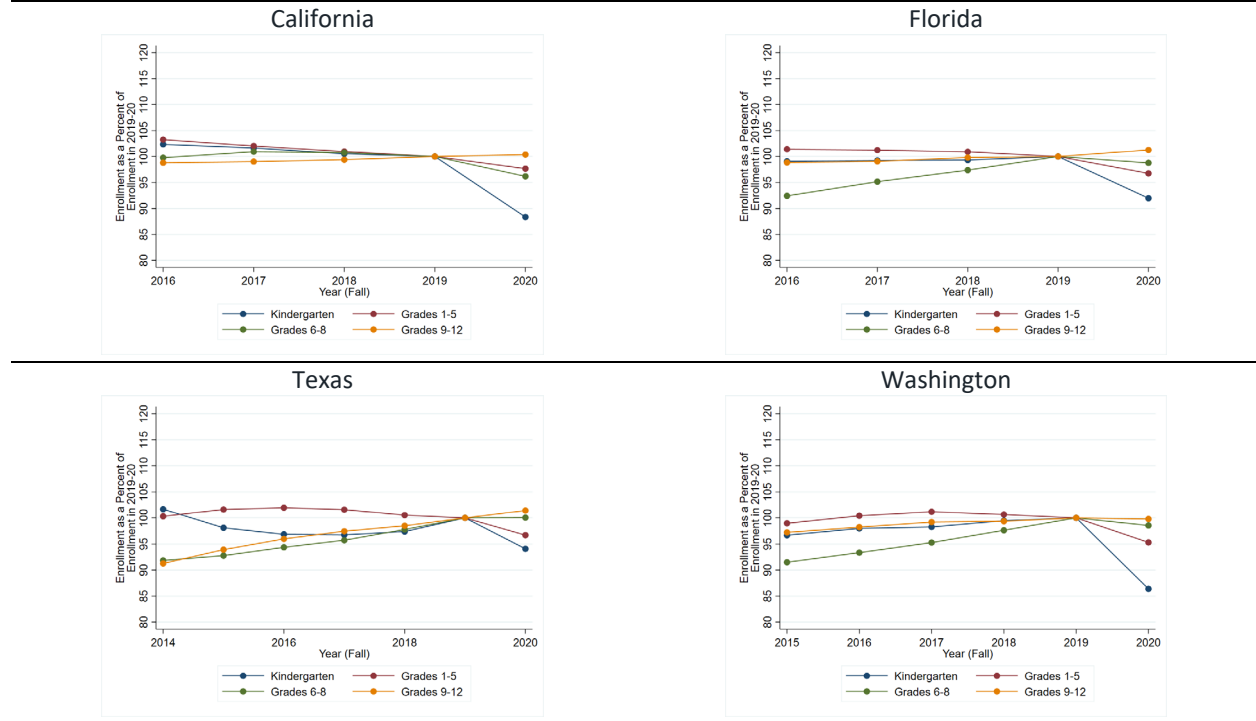 California
Enrollment as a Percent of
Enrollment in 2019-20
120
115
110
105
100
95
90
85
80
2016 2017 2018 2019 2020
Year (Fall)
Kindergarten Grades 1-5
Grades 6-8 Grades 9-12
Florida
Enrollment as a Percent of
Enrollment in 2019-20
120
115
110
105
100
95
90
85
80
2016 2017 2018 2019 2020
Year (Fall)
Kindergarten Grades 1-5
Grades 6-8 Grades 9-12
Texas
Enrollment as a Percent of
Enrollment in 2019-20
120
115
110
105
100
95
90
85
80
2014 2016 2018 2020
Year (Fall)
Kindergarten Grades 1-5
Grades 6-8 Grades 9-12
Washington
Enrollment as a Percent of
Enrollment in 2019-20
120
115
110
105
100
95
90
85
80
2015 2016 2017 2018 2019 2020
Year (Fall)
Kindergarten Grades 1-5
Grades 6-8 Grades 9-12